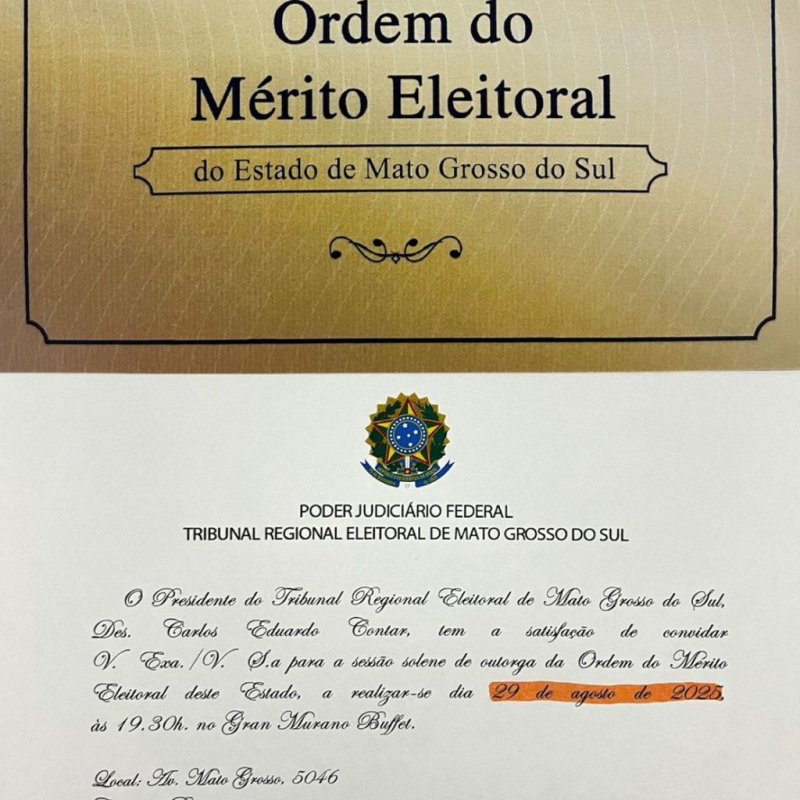 Ordem do
Mérito Eleitoral
do Estado de Mato Grosso do Sul
PODER JUDICIÁRIO FEDERAL
TRIBUNAL REGIONAL ELEITORAL DE MATO GROSSO DO SUL
O Presidente do Tribunal Regional Eleitoral de Mato Grosso do Sul,
Des. Carlos Eduardo Contar, tem a satisfação de convidar
V. Exa./V. S.a para a sessão solene de outorga da Ordem do Mérito
Eleitoral deste Estado, a realizar-se dia 29 de agosto de 2025,
às 19.30h. no Gran Murano Buffet.
Local: Av. Mato Grosso, 5046